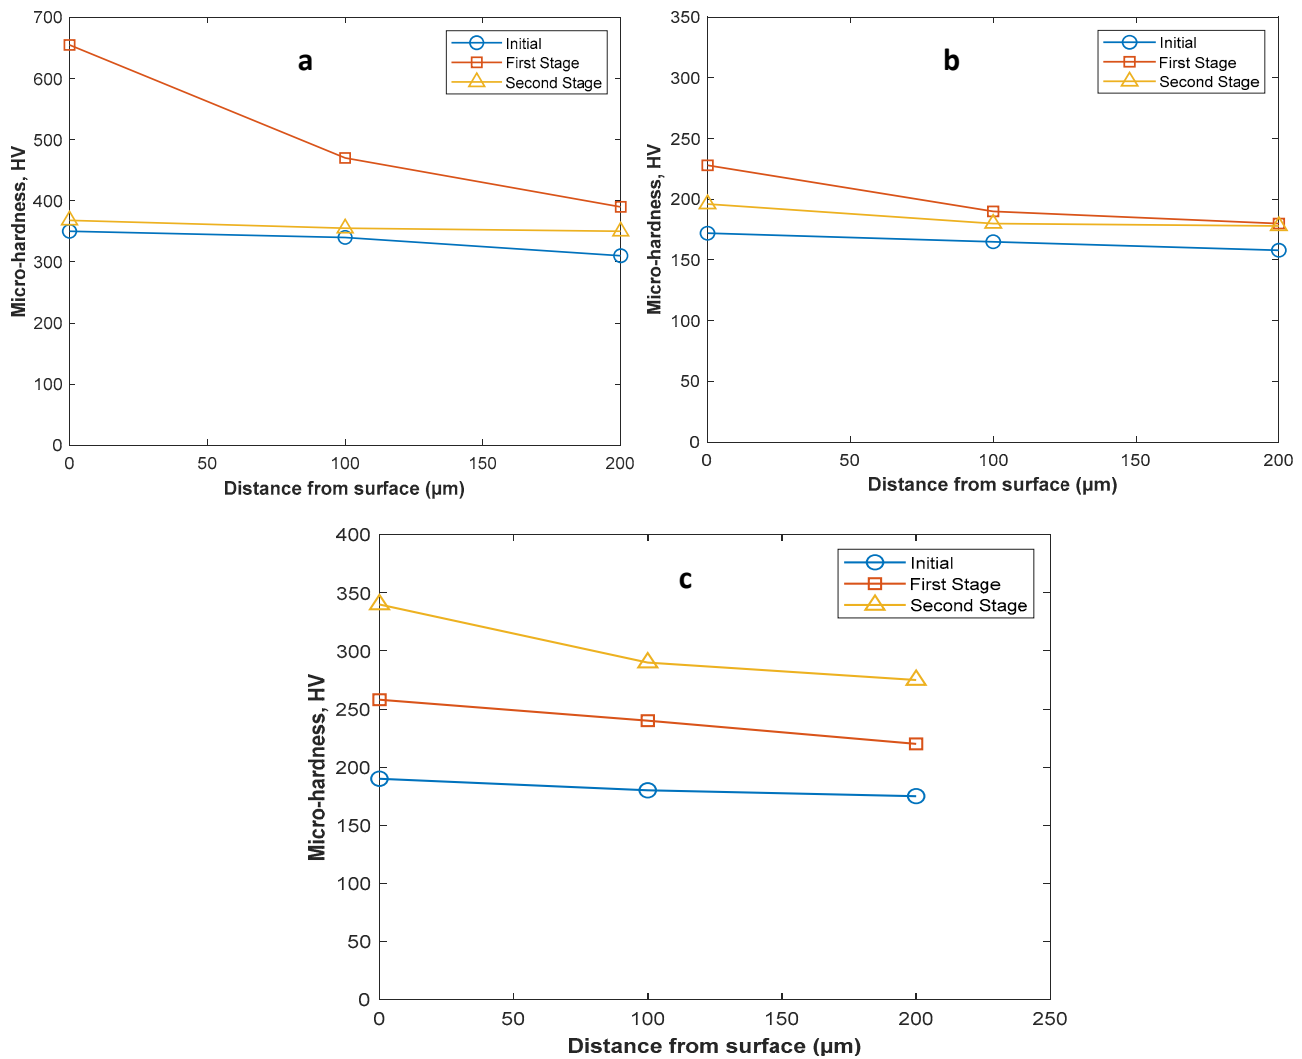 a
Initial
First Stage
Second Stage
Micro-hardness, HV
700
600
500
400
300
200
100
0
0 50 100 150 200
Distance from surface (µm)
b
Initial
First Stage
Second Stage
Micro-hardness, HV
350
300
250
200
150
100
50
0
0 50 100 150 200
Distance from surface (µm)
c
Initial
First Stage
Second Stage
Micro-hardness, HV
400
350
300
250
200
150
100
50
0
0 50 100 150 200 250
Distance from surface (µm)